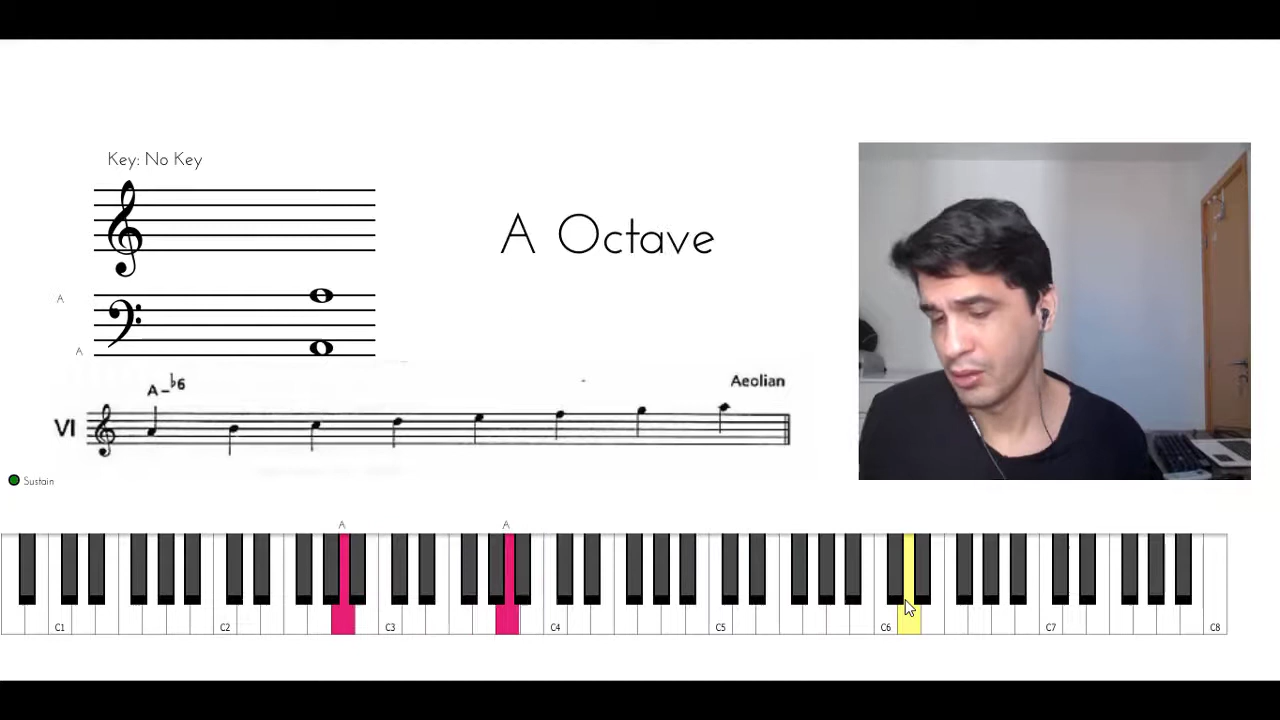 Key: No Key
A Octave
A
A
A-♭6
Aeolian
VI
Sustain
A
A
C1
C2
C3
C4
C5
C6
C7
C8